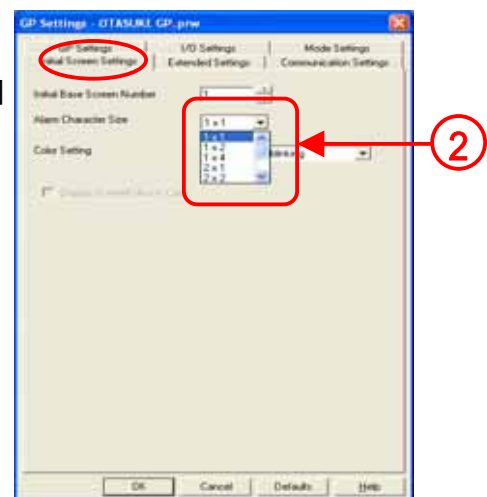 GP Settings - OTASUKE GP.prw
GP Settings I/O Settings Mode Settings
Initial Screen Settings Extended Settings Communication Settings
Initial Base Screen Number 1
Alarm Character Size 1 x 1
1 x 1
1 x 2
Color Setting
1 x 4
2 x 1
2 x 2
2
OK Cancel Defaults Help